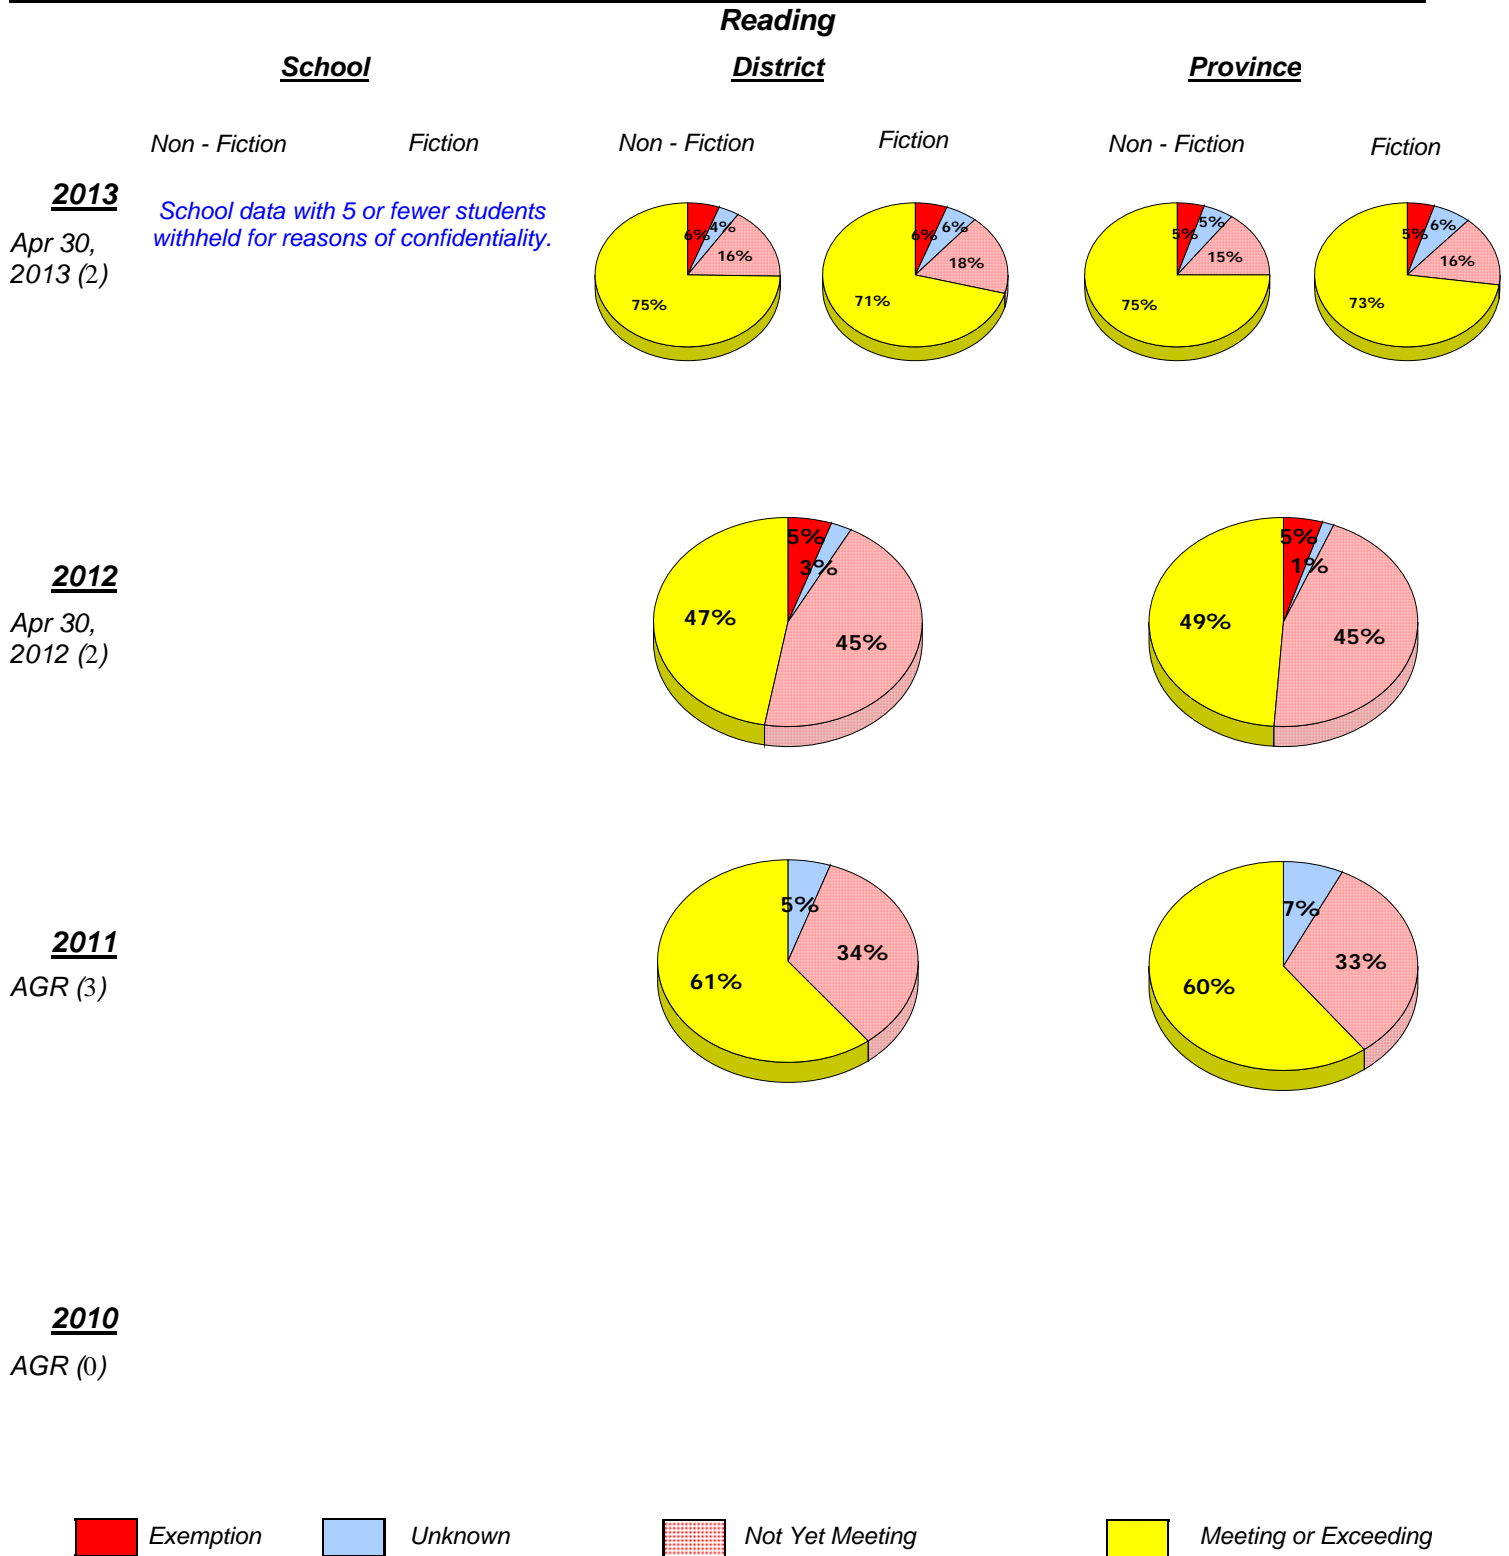 Reading
School District Province
Non - Fiction Fiction Non - Fiction Fiction Non - Fiction Fiction
2013
Apr 30,
2013 (2)
School data with 5 or fewer students
withheld for reasons of confidentiality.
6% 4% 16% 75%
6% 6% 18% 71%
5% 5% 15% 75%
5% 6% 16% 73%
2012
Apr 30,
2012 (2)
5% 3% 45% 47%
5% 1% 45% 49%
2011
AGR (3)
5% 34% 61%
7% 33% 60%
2010
AGR (0)
Exemption Unknown Not Yet Meeting Meeting or Exceeding